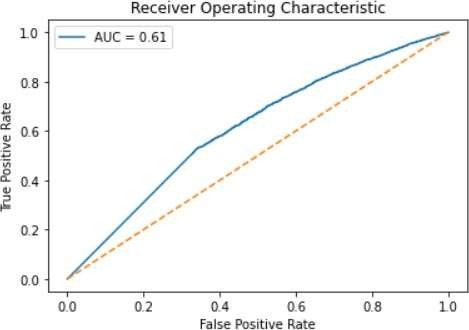 Receiver Operating Characteristic
AUC = 0.61
True Positive Rate
1.0
0.8
0.6
0.4
0.2
0.0
0.0 0.2 0.4 0.6 0.8 1.0
False Positive Rate